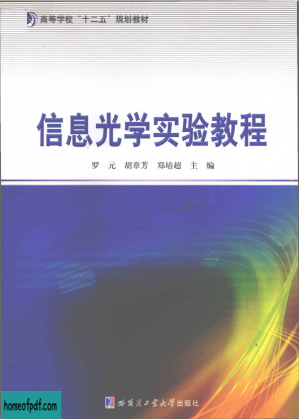 高等学校“十二五”规划教材
信息光学实验教程
罗 元 胡章芳 郑培超 主 编
哈尔滨工业大学出版社
homeofpdf.com